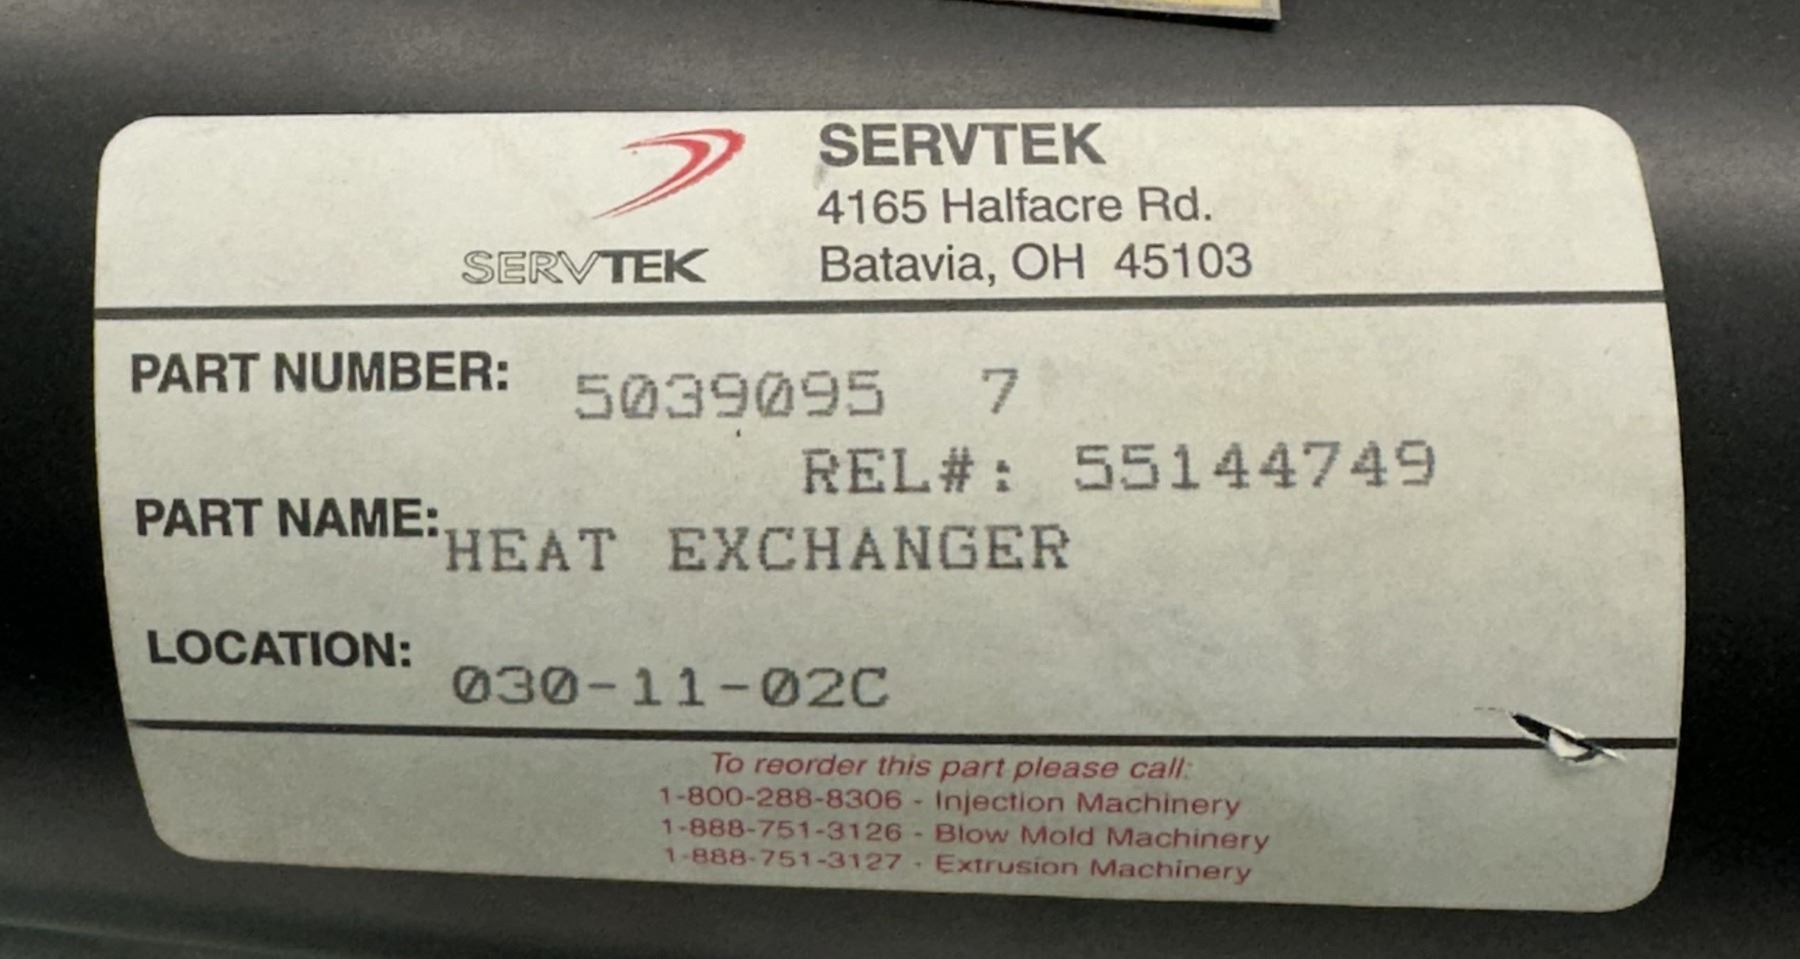 SERVTEK
SERVTEK
4165 Halfacre Rd.
Batavia, OH 45103
PART NUMBER: 5039095 7
REL#: 55144749
PART NAME: HEAT EXCHANGER
LOCATION: 030-11-02C
To reorder this part please call:
1-800-288-8306 - Injection Machinery
1-888-751-3126 - Blow Mold Machinery
1-888-751-3127 - Extrusion Machinery